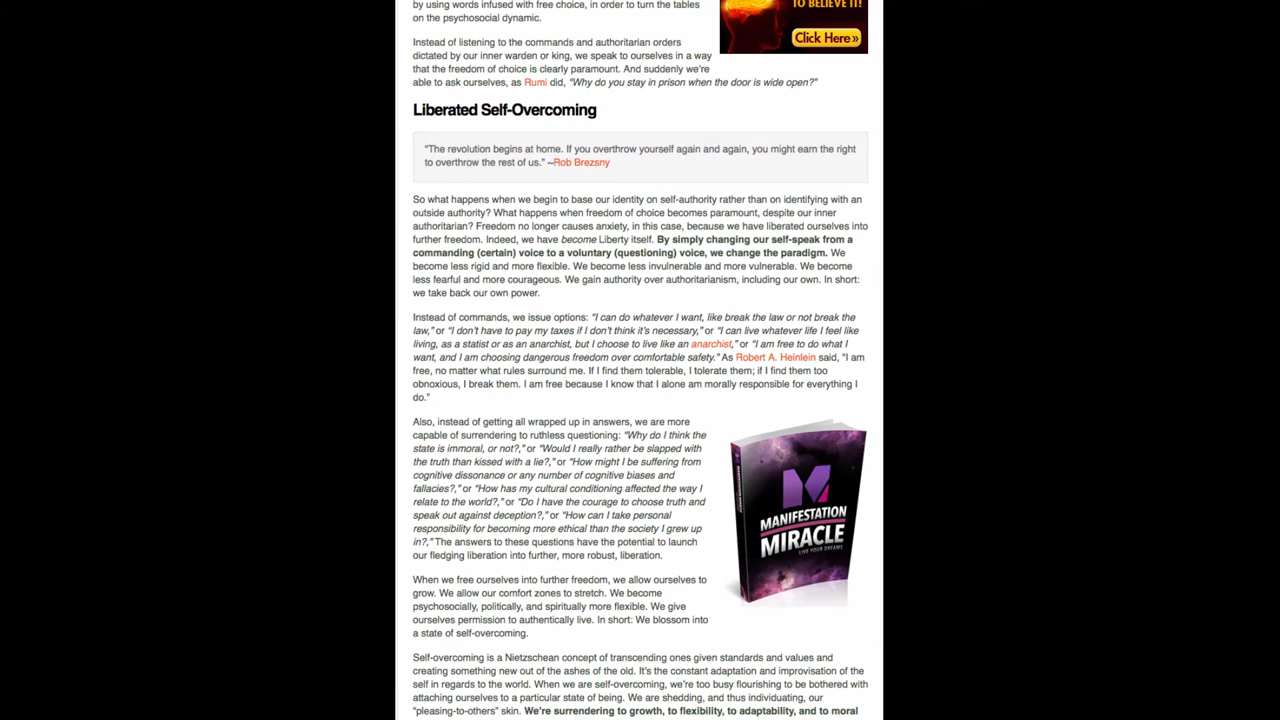 by using words infused with free choice, in order to turn the tables
on the psychosocial dynamic.
TO BELIEVE IT!
Click Here»
Instead of listening to the commands and authoritarian orders
dictated by our inner warden or king, we speak to ourselves in a way
that the freedom of choice is clearly paramount. And suddenly we're
able to ask ourselves, as Rumi did, “Why do you stay in prison when the door is wide open?”
Liberated Self-Overcoming
“The revolution begins at home. If you overthrow yourself again and again, you might earn the right
to overthrow the rest of us.” ~Rob Brezsny
So what happens when we begin to base our identity on self-authority rather than on identifying with an
outside authority? What happens when freedom of choice becomes paramount, despite our inner
authoritarian? Freedom no longer causes anxiety, in this case, because we have liberated ourselves into
further freedom. Indeed, we have become Liberty itself. By simply changing our self-speak from a
commanding (certain) voice to a voluntary (questioning) voice, we change the paradigm. We
become less rigid and more flexible. We become less invulnerable and more vulnerable. We become
less fearful and more courageous. We gain authority over authoritarianism, including our own. In short:
we take back our own power.
Instead of commands, we issue options: “I can do whatever I want, like break the law or not break the
law,” or “I don't have to pay my taxes if I don't think it's necessary,” or “I can live whatever life I feel like
living, as a statist or as an anarchist, but I choose to live like an anarchist,” or “I am free to do what I
want, and I am choosing dangerous freedom over comfortable safety.” As Robert A. Heinlein said, “I am
free, no matter what rules surround me. If I find them tolerable, I tolerate them; if I find them too
obnoxious, I break them. I am free because I know that I alone am morally responsible for everything I
do.”
Also, instead of getting all wrapped up in answers, we are more
capable of surrendering to ruthless questioning: “Why do I think the
state is immoral, or not?,” or “Would I really rather be slapped with
the truth than kissed with a lie?,” or “How might I be suffering from
cognitive dissonance or any number of cognitive biases and
fallacies?,” or “How has my cultural conditioning affected the way I
relate to the world?,” or “Do I have the courage to choose truth and
speak out against deception?,” or “How can I take personal
responsibility for becoming more ethical than the society I grew up
in?,” The answers to these questions have the potential to launch
our fledging liberation into further, more robust, liberation.
M
MANIFESTATION
MIRACLE
LIVE YOUR DREAMS
When we free ourselves into further freedom, we allow ourselves to
grow. We allow our comfort zones to stretch. We become
psychosocially, politically, and spiritually more flexible. We give
ourselves permission to authentically live. In short: We blossom into
a state of self-overcoming.
Self-overcoming is a Nietzschean concept of transcending ones given standards and values and
creating something new out of the ashes of the old. It's the constant adaptation and improvisation of the
self in regards to the world. When we are self-overcoming, we're too busy flourishing to be bothered with
attaching ourselves to a particular state of being. We are shedding, and thus individuating, our
“pleasing-to-others” skin. We're surrendering to growth, to flexibility, to adaptability, and to moral